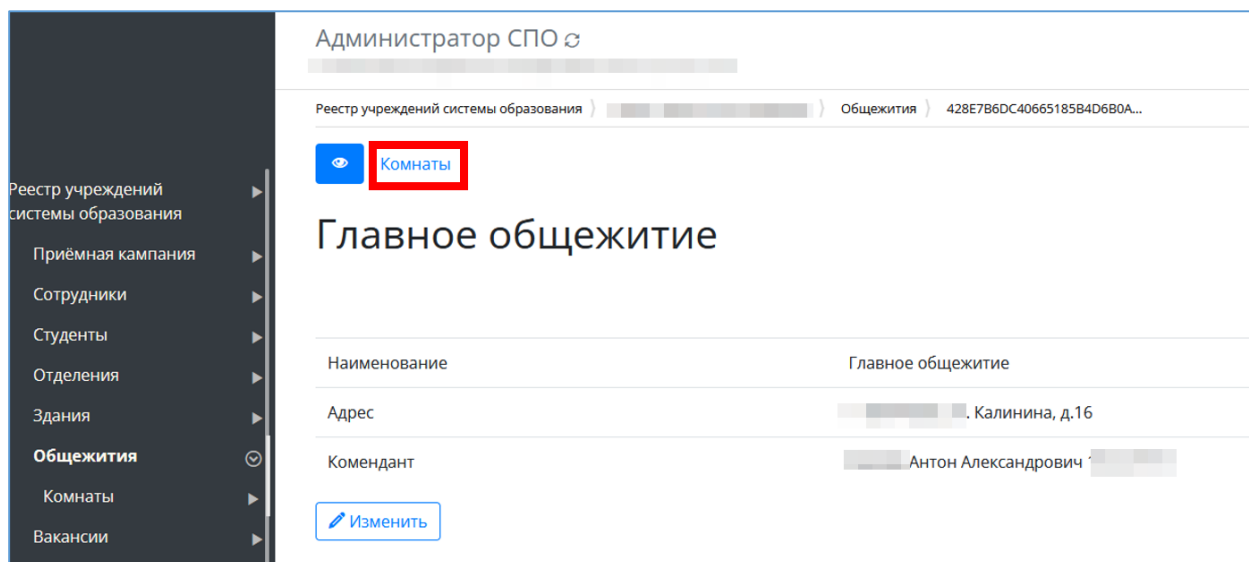 Администратор СПО
Реестр учреждений системы образования
Общежития
428E7B6DC40665185B4D6B0A...
Комнаты
Главное общежитие
Наименование
Главное общежитие
Адрес
. Калинина, д.16
Комендант
Антон Александрович
Изменить
Реестр учреждений
системы образования
Приёмная кампания
Сотрудники
Студенты
Отделения
Здания
Общежития
Комнаты
Вакансии